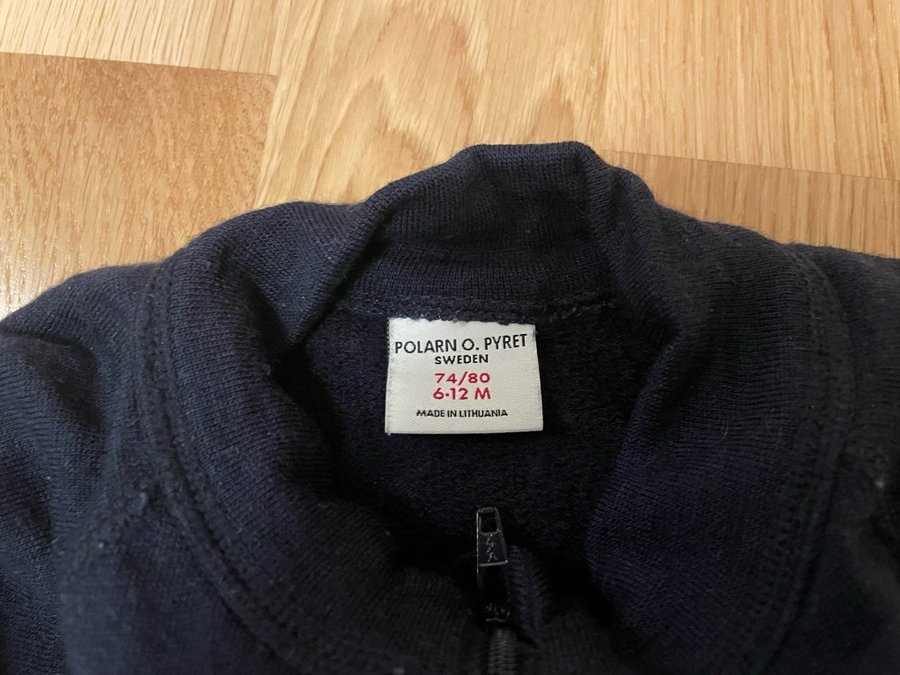 POLARN O. PYRET
SWEDEN
74/80
6-12 M
MADE IN LITHUANIA